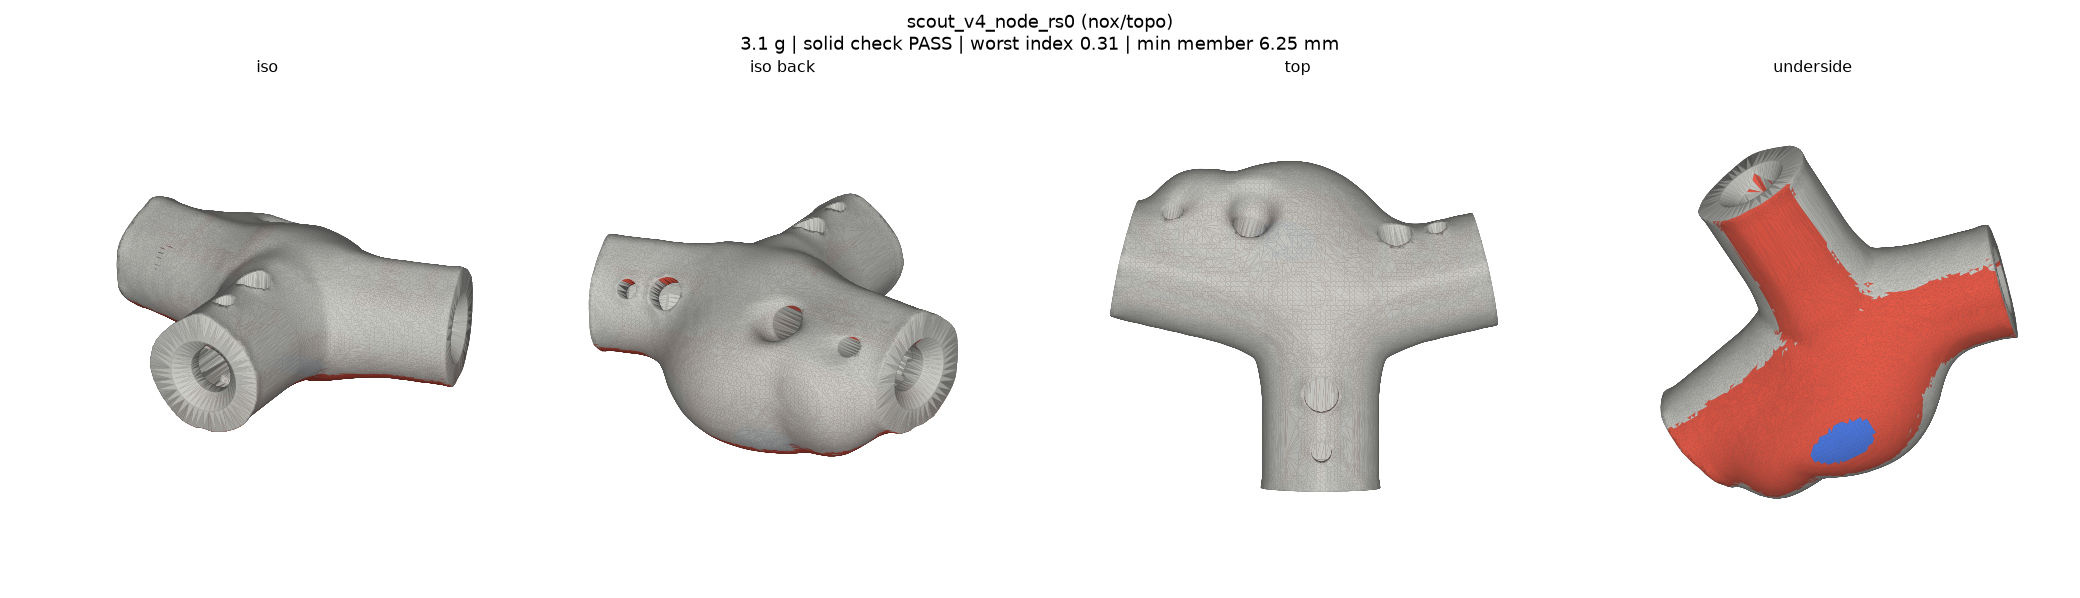 scout_v4_node_rs0 (nox/topo)
3.1 g | solid check PASS | worst index 0.31 | min member 6.25 mm
iso
iso back
top
underside